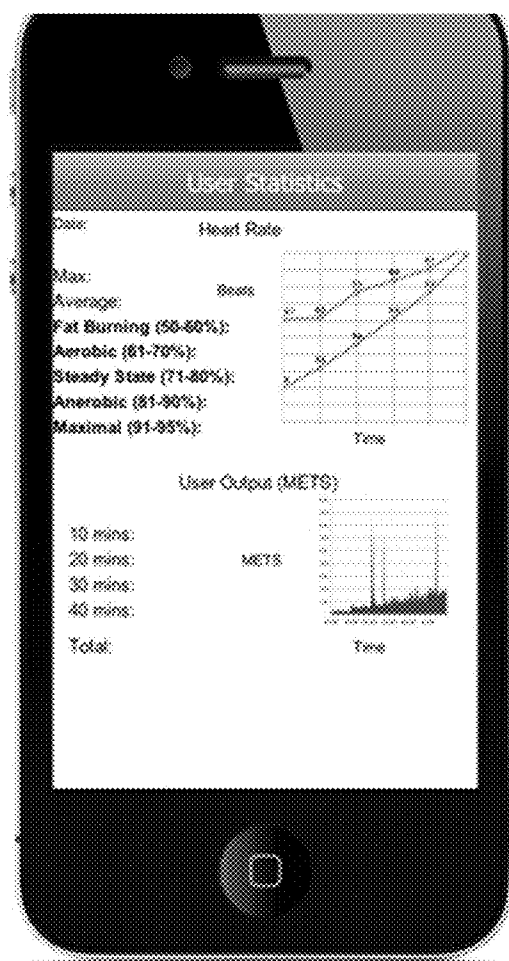 User Statistics
Date:
Heart Rate
Max:
Average:
Beats
Fat Burning (50-60%):
Aerobic (61-70%):
Steady State (71-80%):
Anerobic (81-90%):
Maximal (91-95%):
Time
User Output (METS)
10 mins:
20 mins:
METS
30 mins:
40 mins:
Total:
Time